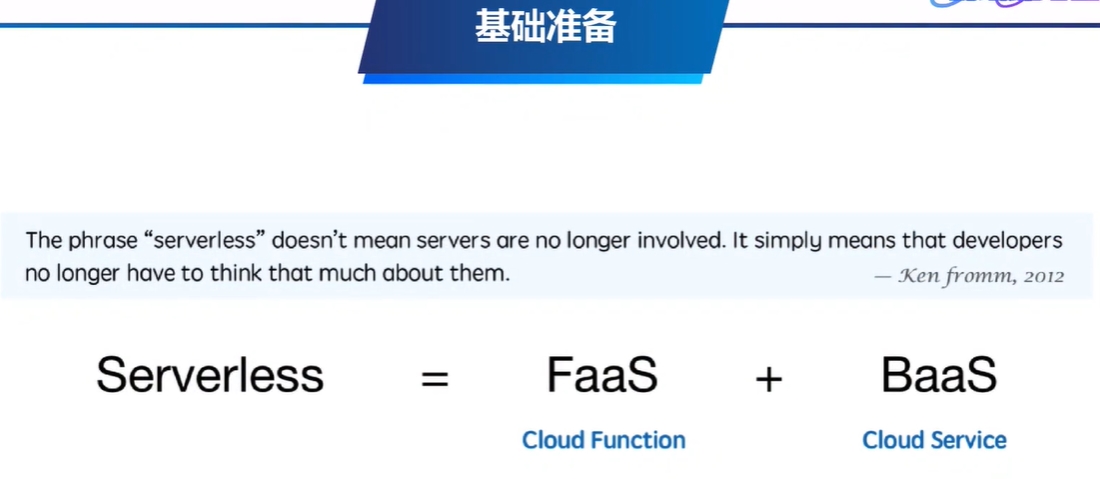 基础准备
The phrase “serverless” doesn’t mean servers are no longer involved. It simply means that developers
no longer have to think that much about them.
— Ken fromm, 2012
Serverless = FaaS + BaaS
Cloud Function Cloud Service